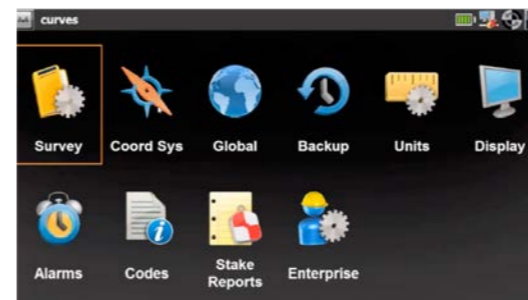 curves
Survey
Coord Sys
Global
Backup
Units
Display
Alarms
Codes
Stake
Reports
Enterprise